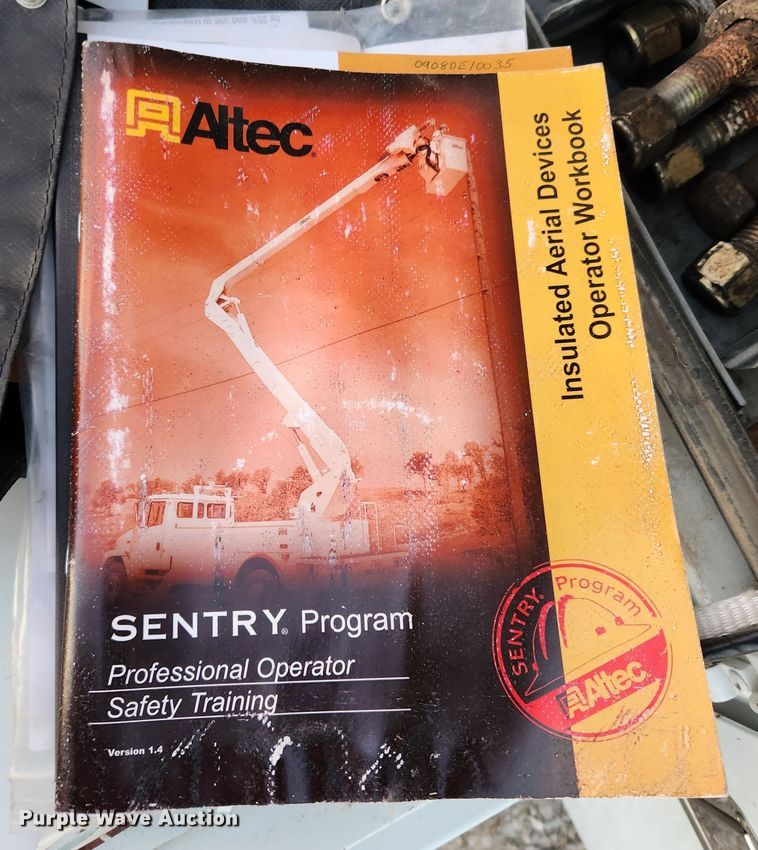 0908DE10035
Altec
Insulated Aerial Devices
Operator Workbook
SENTRY® Program
Professional Operator
Safety Training
Version 1.4
SENTRY® Program
Altec
Purple Wave Auction